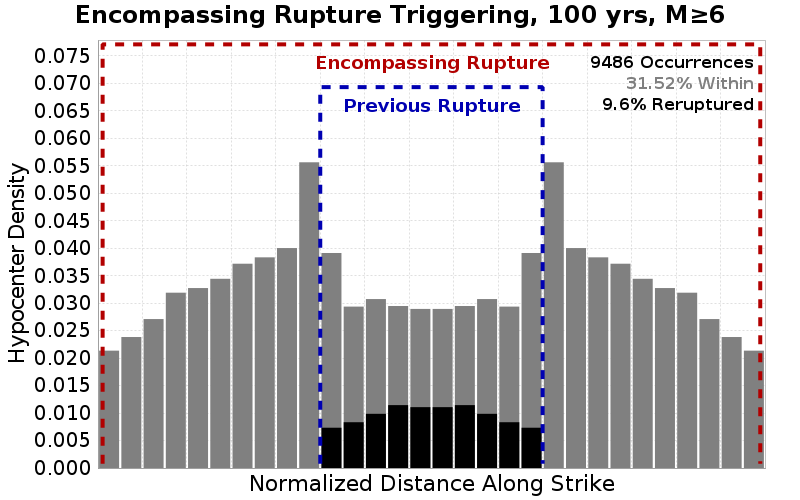 Encompassing Rupture Triggering, 100 yrs, M≥6
Encompassing Rupture
9486 Occurrences
31.52% Within
Previous Rupture
9.6% Reruptured
Hypocenter Density
0.075
0.070
0.065
0.060
0.055
0.050
0.045
0.040
0.035
0.030
0.025
0.020
0.015
0.010
0.005
0.000
Normalized Distance Along Strike